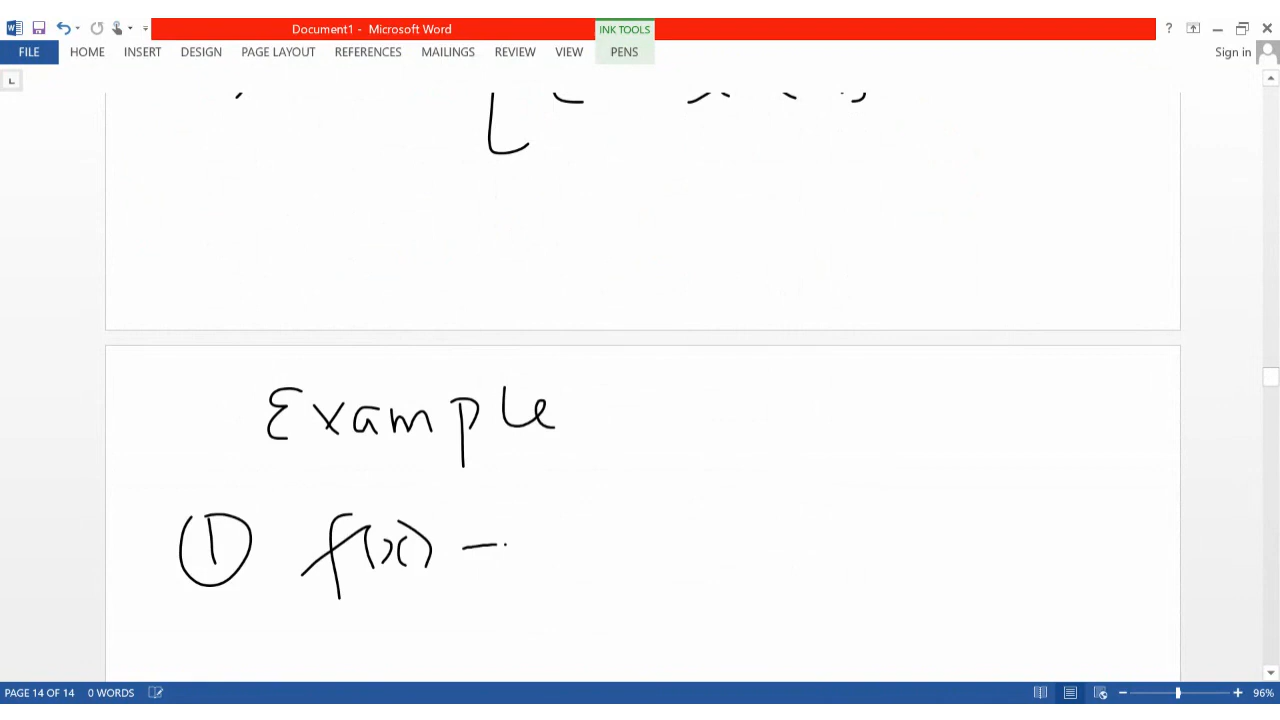 Document1 - Microsoft Word
INK TOOLS
?
Sign in
FILE HOME INSERT DESIGN PAGE LAYOUT REFERENCES MAILINGS REVIEW VIEW PENS
Example
① f(x) -
PAGE 14 OF 14 0 WORDS 96%